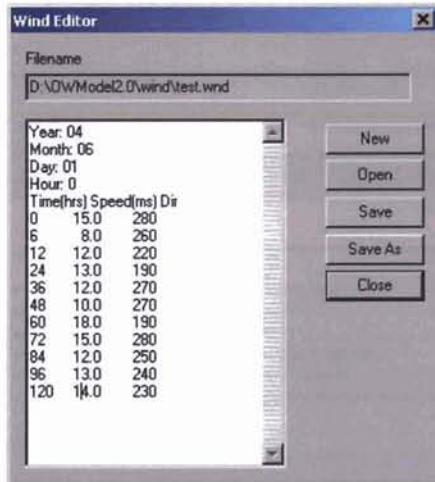 Wind Editor
Filename
D:\OWModel2.0\wind\test.wnd
Year: 04
Month: 06
Day: 01
Hour: 0
Time(hrs) Speed(ms) Dir
0 15.0 280
6 8.0 260
12 12.0 220
24 13.0 190
36 12.0 270
48 10.0 270
60 18.0 190
72 15.0 280
84 12.0 250
96 13.0 240
120 14.0 230
New
Open
Save
Save As
Close